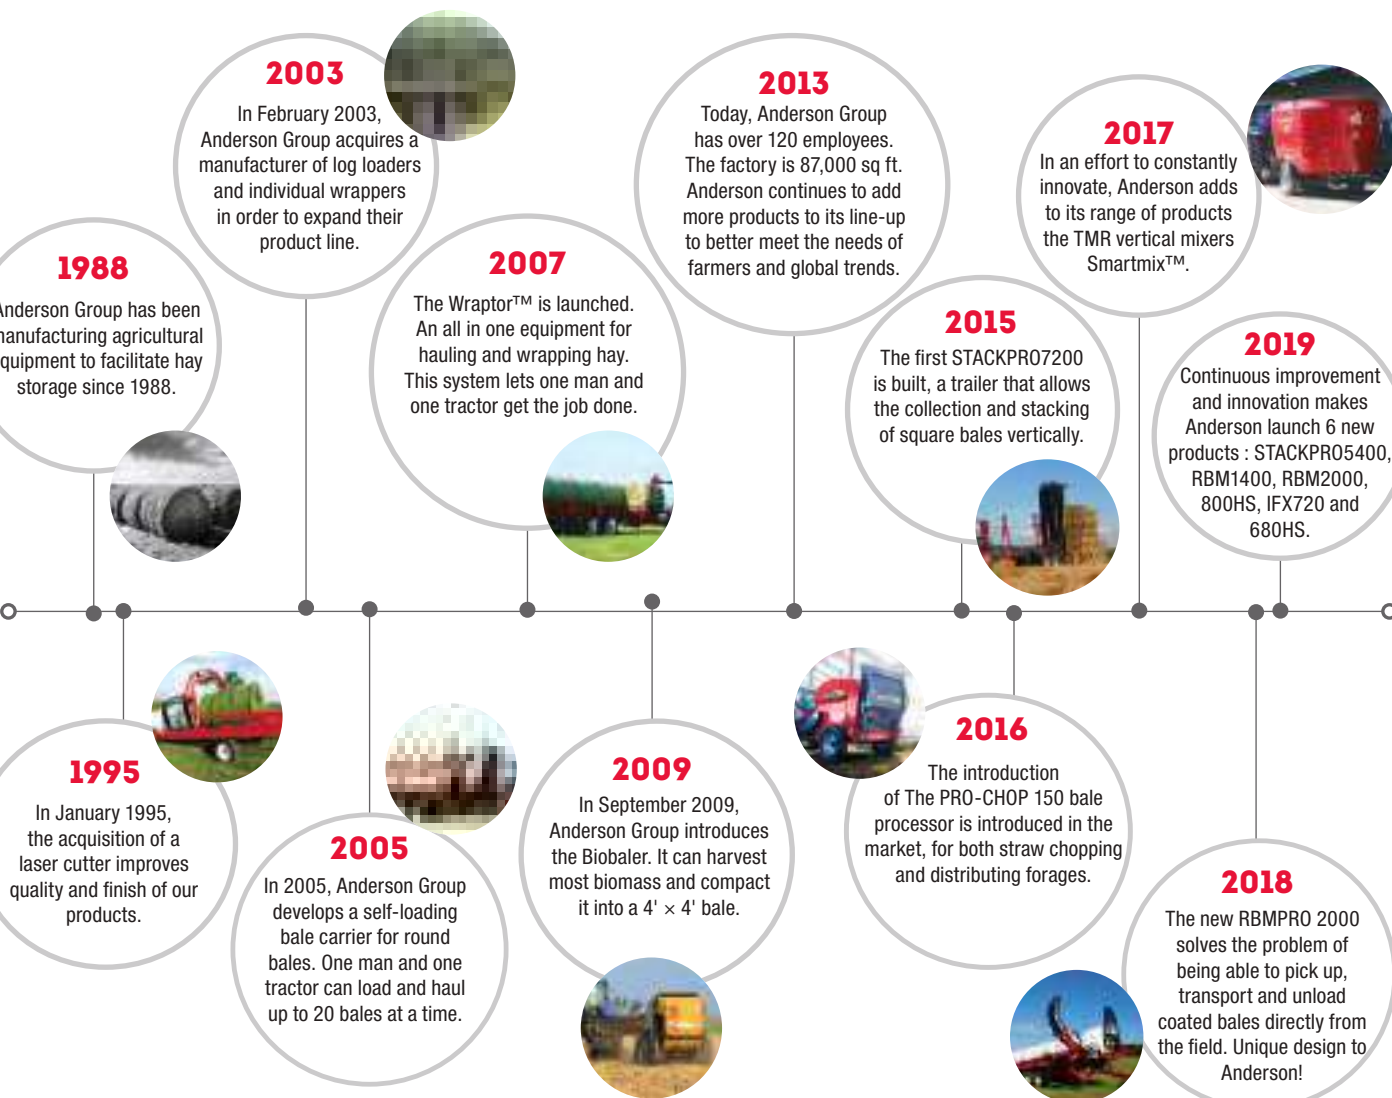 2003
In February 2003,
Anderson Group acquires a
manufacturer of log loaders
and individual wrappers
in order to expand their
product line.
2013
Today, Anderson Group
has over 120 employees.
The factory is 87,000 sq ft.
Anderson continues to add
more products to its line-up
to better meet the needs of
farmers and global trends.
2017
In an effort to constantly
innovate, Anderson adds
to its range of products
the TMR vertical mixers
Smartmix™.
1988
Anderson Group has been
manufacturing agricultural
equipment to facilitate hay
storage since 1988.
2007
The Wraptor™ is launched.
An all in one equipment for
hauling and wrapping hay.
This system lets one man and
one tractor get the job done.
2015
The first STACKPRO7200
is built, a trailer that allows
the collection and stacking
of square bales vertically.
2019
Continuous improvement
and innovation makes
Anderson launch 6 new
products : STACKPRO5400,
RBM1400, RBM2000,
800HS, IFX720 and
680HS.
1995
In January 1995,
the acquisition of a
laser cutter improves
quality and finish of our
products.
2005
In 2005, Anderson Group
develops a self-loading
bale carrier for round
bales. One man and one
tractor can load and haul
up to 20 bales at a time.
2009
In September 2009,
Anderson Group introduces
the Biobaler. It can harvest
most biomass and compact
it into a 4' × 4' bale.
2016
The introduction
of The PRO-CHOP 150 bale
processor is introduced in the
market, for both straw chopping
and distributing forages.
2018
The new RBMPRO 2000
solves the problem of
being able to pick up,
transport and unload
coated bales directly from
the field. Unique design to
Anderson!